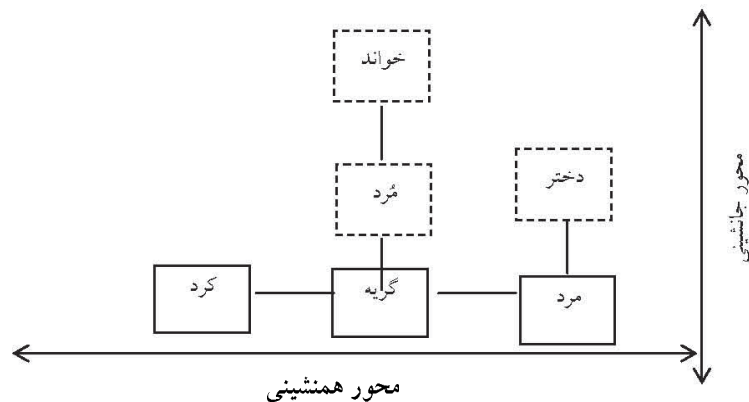 خواند
دختر
مُرد
مرد
گریه
کرد
محور جانشینی
محور همنشینی